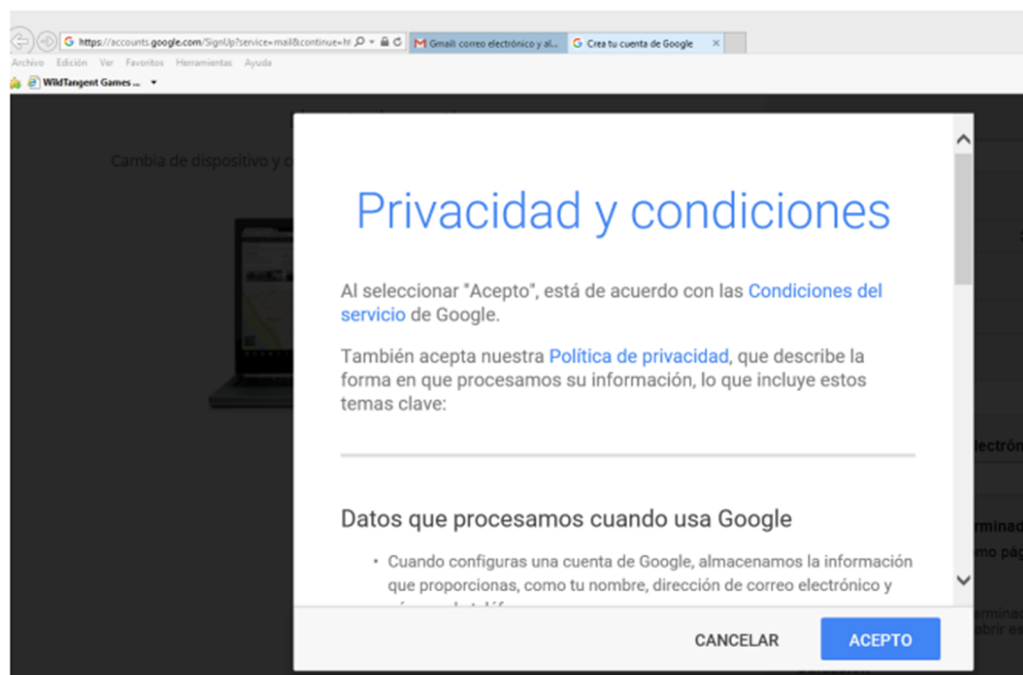 https://accounts.google.com/SignUp?service=mail&continue=ht
Gmail: correo electrónico y al...
Crea tu cuenta de Google
Archivo Edición Ver Favoritos Herramientas Ayuda
WildTangent Games ...
Cambia de dispositivo y c
Privacidad y condiciones
Al seleccionar "Acepto", está de acuerdo con las Condiciones del
servicio de Google.
También acepta nuestra Política de privacidad, que describe la
forma en que procesamos su información, lo que incluye estos
temas clave:
Datos que procesamos cuando usa Google
• Cuando configuras una cuenta de Google, almacenamos la información
que proporcionas, como tu nombre, dirección de correo electrónico y
lectrón
rminad
mo pág
erminad
abrir es
CANCELAR
ACEPTO